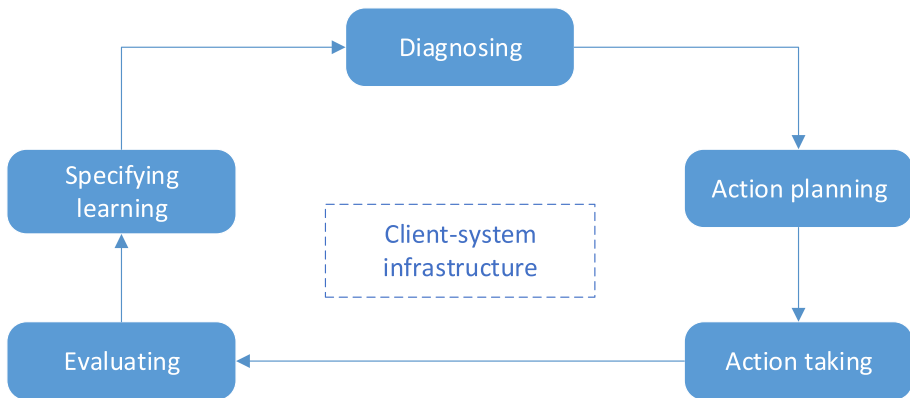 Diagnosing
Action planning
Action taking
Evaluating
Specifying
learning
Client-system
infrastructure